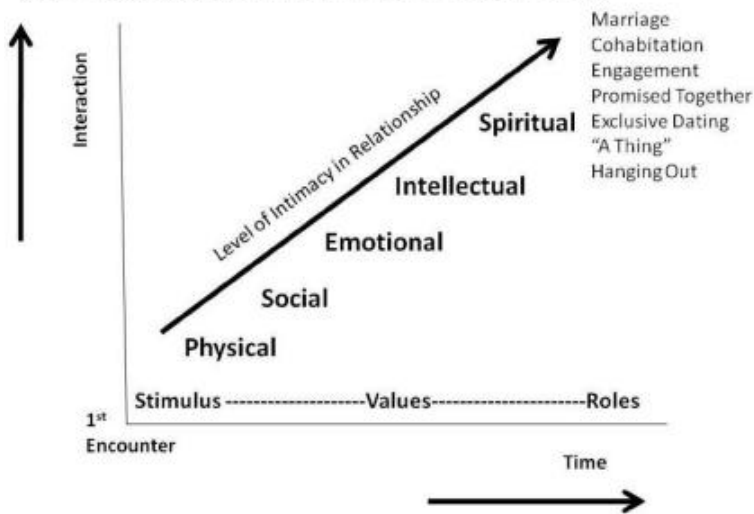 Marriage
Cohabitation
Engagement
Promised Together
Exclusive Dating
"A Thing"
Hanging Out
Interaction
Level of Intimacy in Relationship
Spiritual
Intellectual
Emotional
Social
Physical
Stimulus --------------------Values----------------------Roles
1st
Encounter
Time